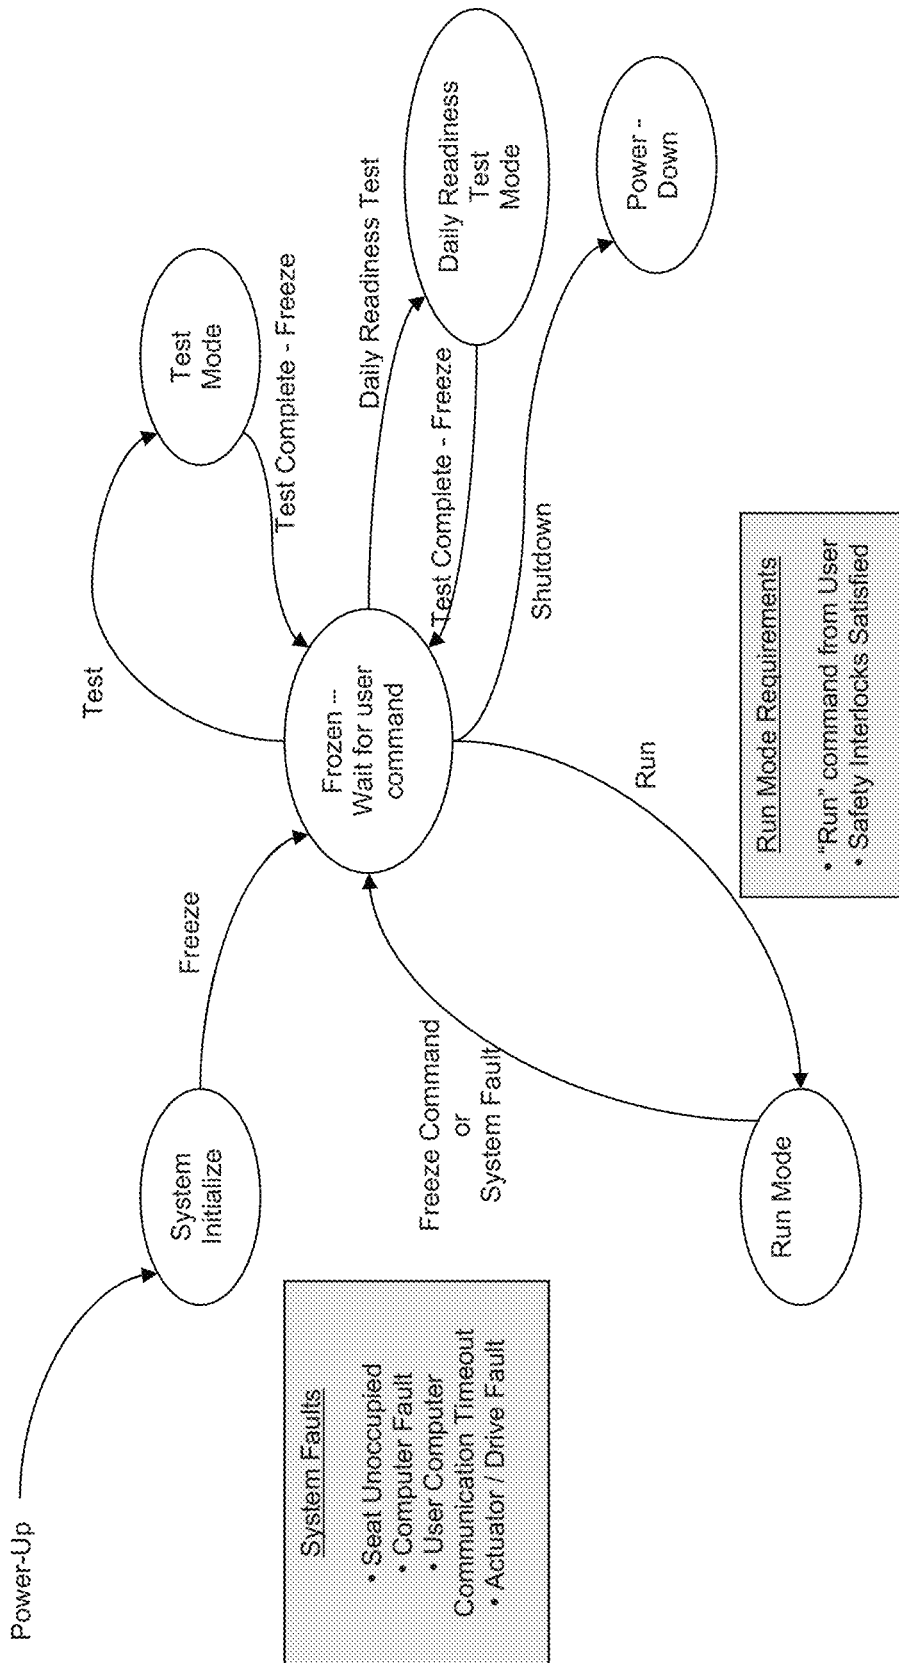 Power-Up
System
Initialize
Freeze
Test
Test
Mode
Test Complete - Freeze
Frozen --
Wait for user
command
Daily Readiness Test
Daily Readiness
Test
Mode
Test Complete - Freeze
Shutdown
Power -
Down
Freeze Command
or
System Fault
Run
Run Mode
System Faults
• Seat Unoccupied
• Computer Fault
• User Computer
Communication Timeout
• Actuator / Drive Fault
Run Mode Requirements
• “Run” command from User
• Safety Interlocks Satisfied